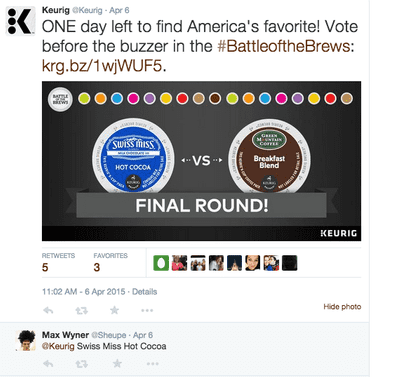 Keurig @Keurig · Apr 6
ONE day left to find America's favorite! Vote
before the buzzer in the #BattleoftheBrews:
krg.bz/1wjWUF5.
BATTLE
OF THE
BREWS
SWISS MISS
MILK CHOCOLATE
HOT COCOA
VS
GREEN
MOUNTAIN
COFFEE
Breakfast
Blend
FINAL ROUND!
KEURIG
RETWEETS
5
FAVORITES
3
11:02 AM - 6 Apr 2015 · Details
Hide photo
Max Wyner @Sheupe · Apr 6
@Keurig Swiss Miss Hot Cocoa